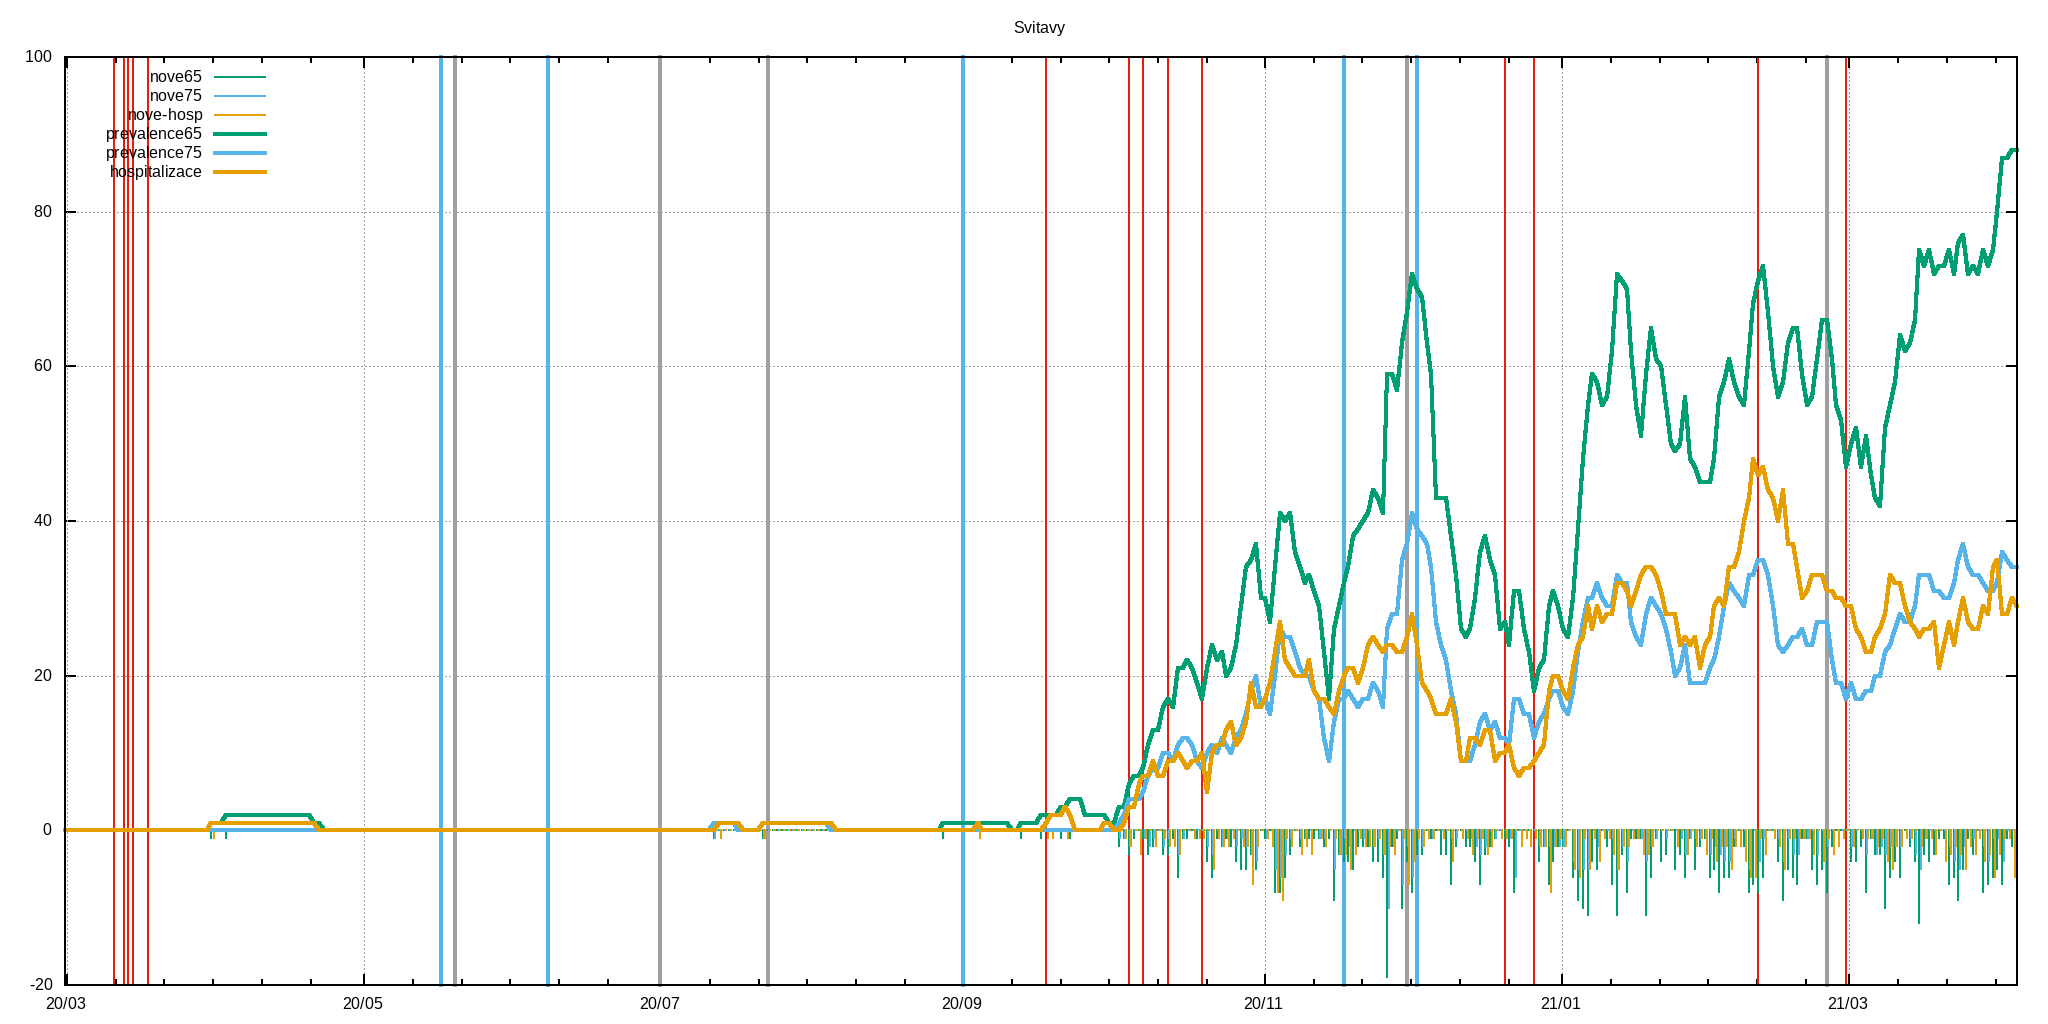 Svitavy
100
80
60
40
20
0
-20
nove65
nove75
nove-hosp
prevalence65
prevalence75
hospitalizace
20/03 20/05 20/07 20/09 20/11 21/01 21/03